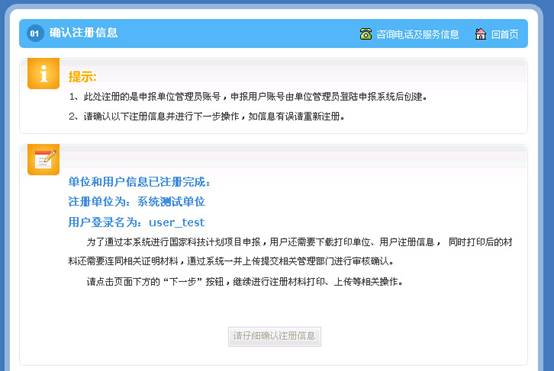 01 确认注册信息
咨询电话及服务信息 回首页
提示:
1、此处注册的是申报单位管理员账号，申报用户账号由单位管理员登陆申报系统后创建。
2、请确认以下注册信息并进行下一步操作，如信息有误请重新注册。
单位和用户信息已注册完成：
注册单位为：系统测试单位
用户登录名为：user_test
为了通过本系统进行国家科技计划项目申报，用户还需要下载打印单位、用户注册信息， 同时打印后的材
料还需要连同相关证明材料，通过系统一并上传提交相关管理部门进行审核确认。
请点击页面下方的“下一步”按钮，继续进行注册材料打印、上传等相关操作。
请仔细确认注册信息